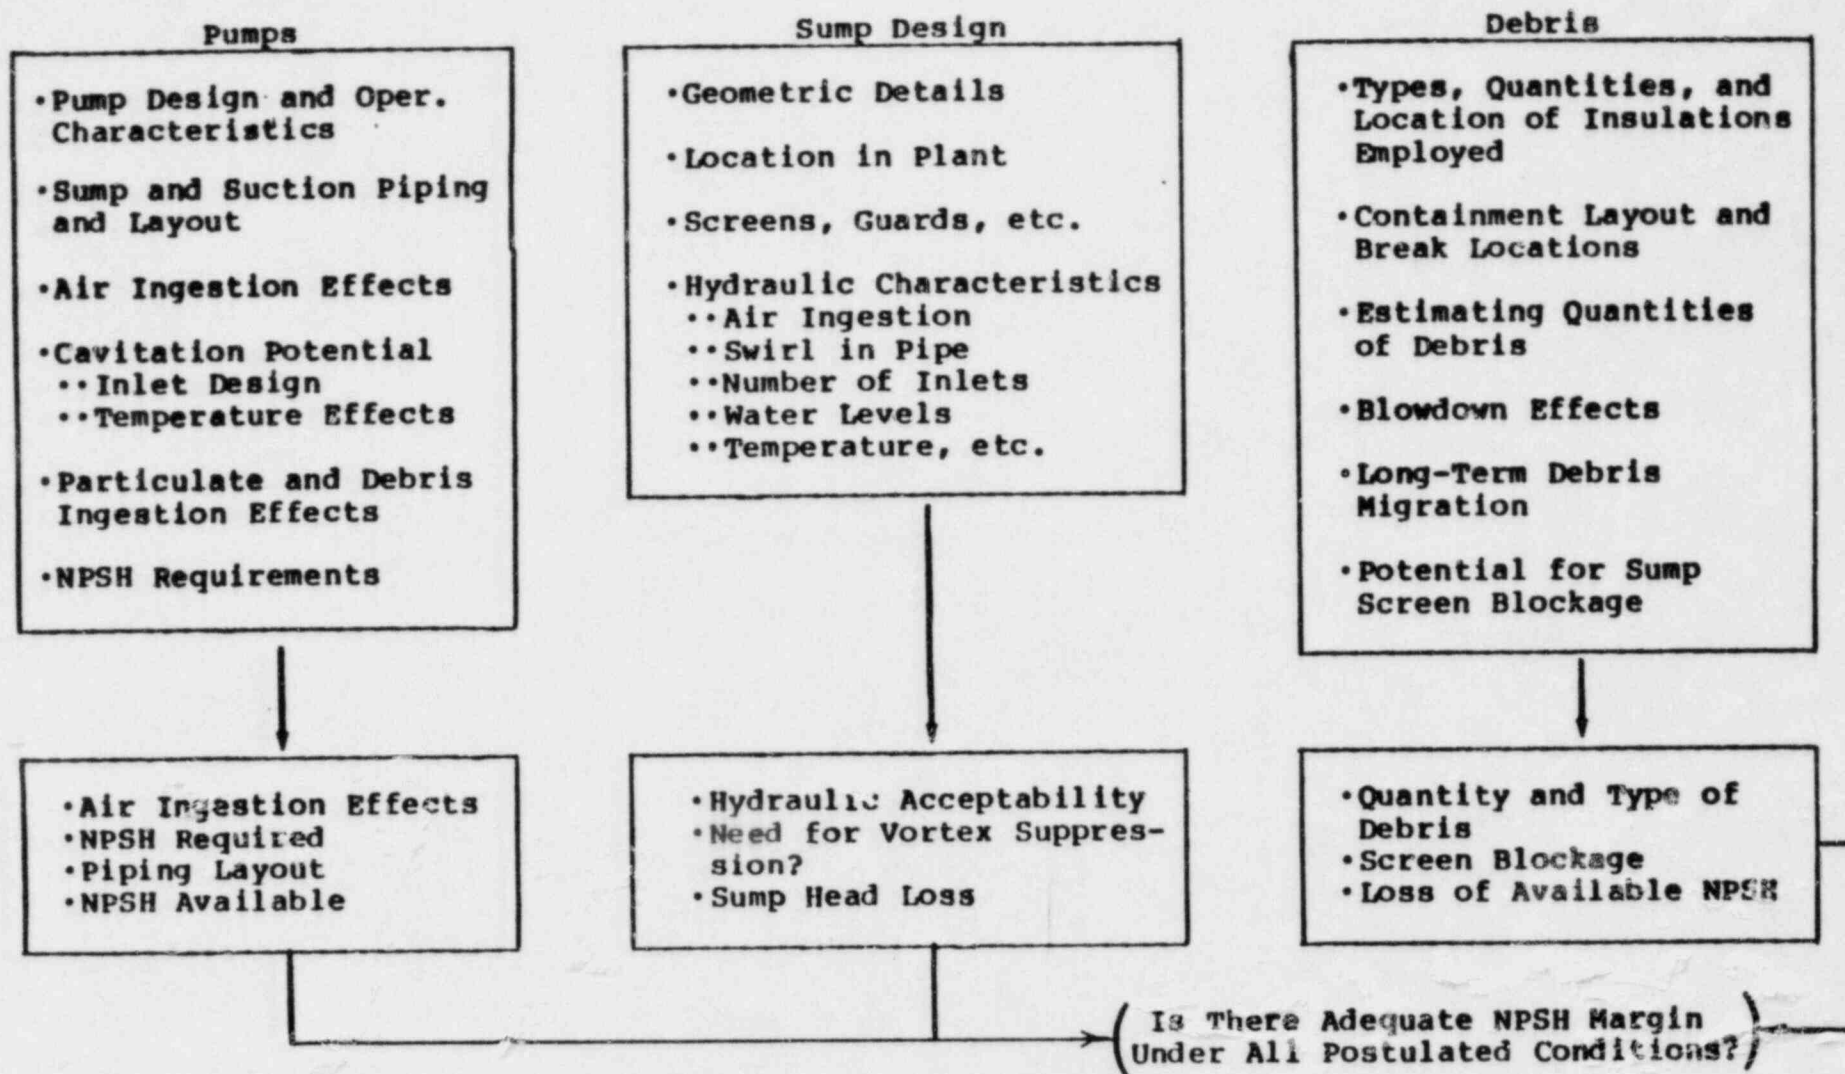 Pumps
•Pump Design and Oper.
Characteristics
•Sump and Suction Piping
and Layout
•Air Ingestion Effects
•Cavitation Potential
••Inlet Design
••Temperature Effects
•Particulate and Debris
Ingestion Effects
•NPSH Requirements
•Air Ingestion Effects
•NPSH Required
•Piping Layout
•NPSH Available
Sump Design
•Geometric Details
•Location in Plant
•Screens, Guards, etc.
•Hydraulic Characteristics
••Air Ingestion
••Swirl in Pipe
••Number of Inlets
••Water Levels
••Temperature, etc.
•Hydraulic Acceptability
•Need for Vortex Suppres-
sion?
•Sump Head Loss
Debris
•Types, Quantities, and
Location of Insulations
Employed
•Containment Layout and
Break Locations
•Estimating Quantities
of Debris
•Blowdown Effects
•Long-Term Debris
Migration
•Potential for Sump
Screen Blockage
•Quantity and Type of
Debris
•Screen Blockage
•Loss of Available NPSH
Is There Adequate NPSH Margin
Under All Postulated Conditions?